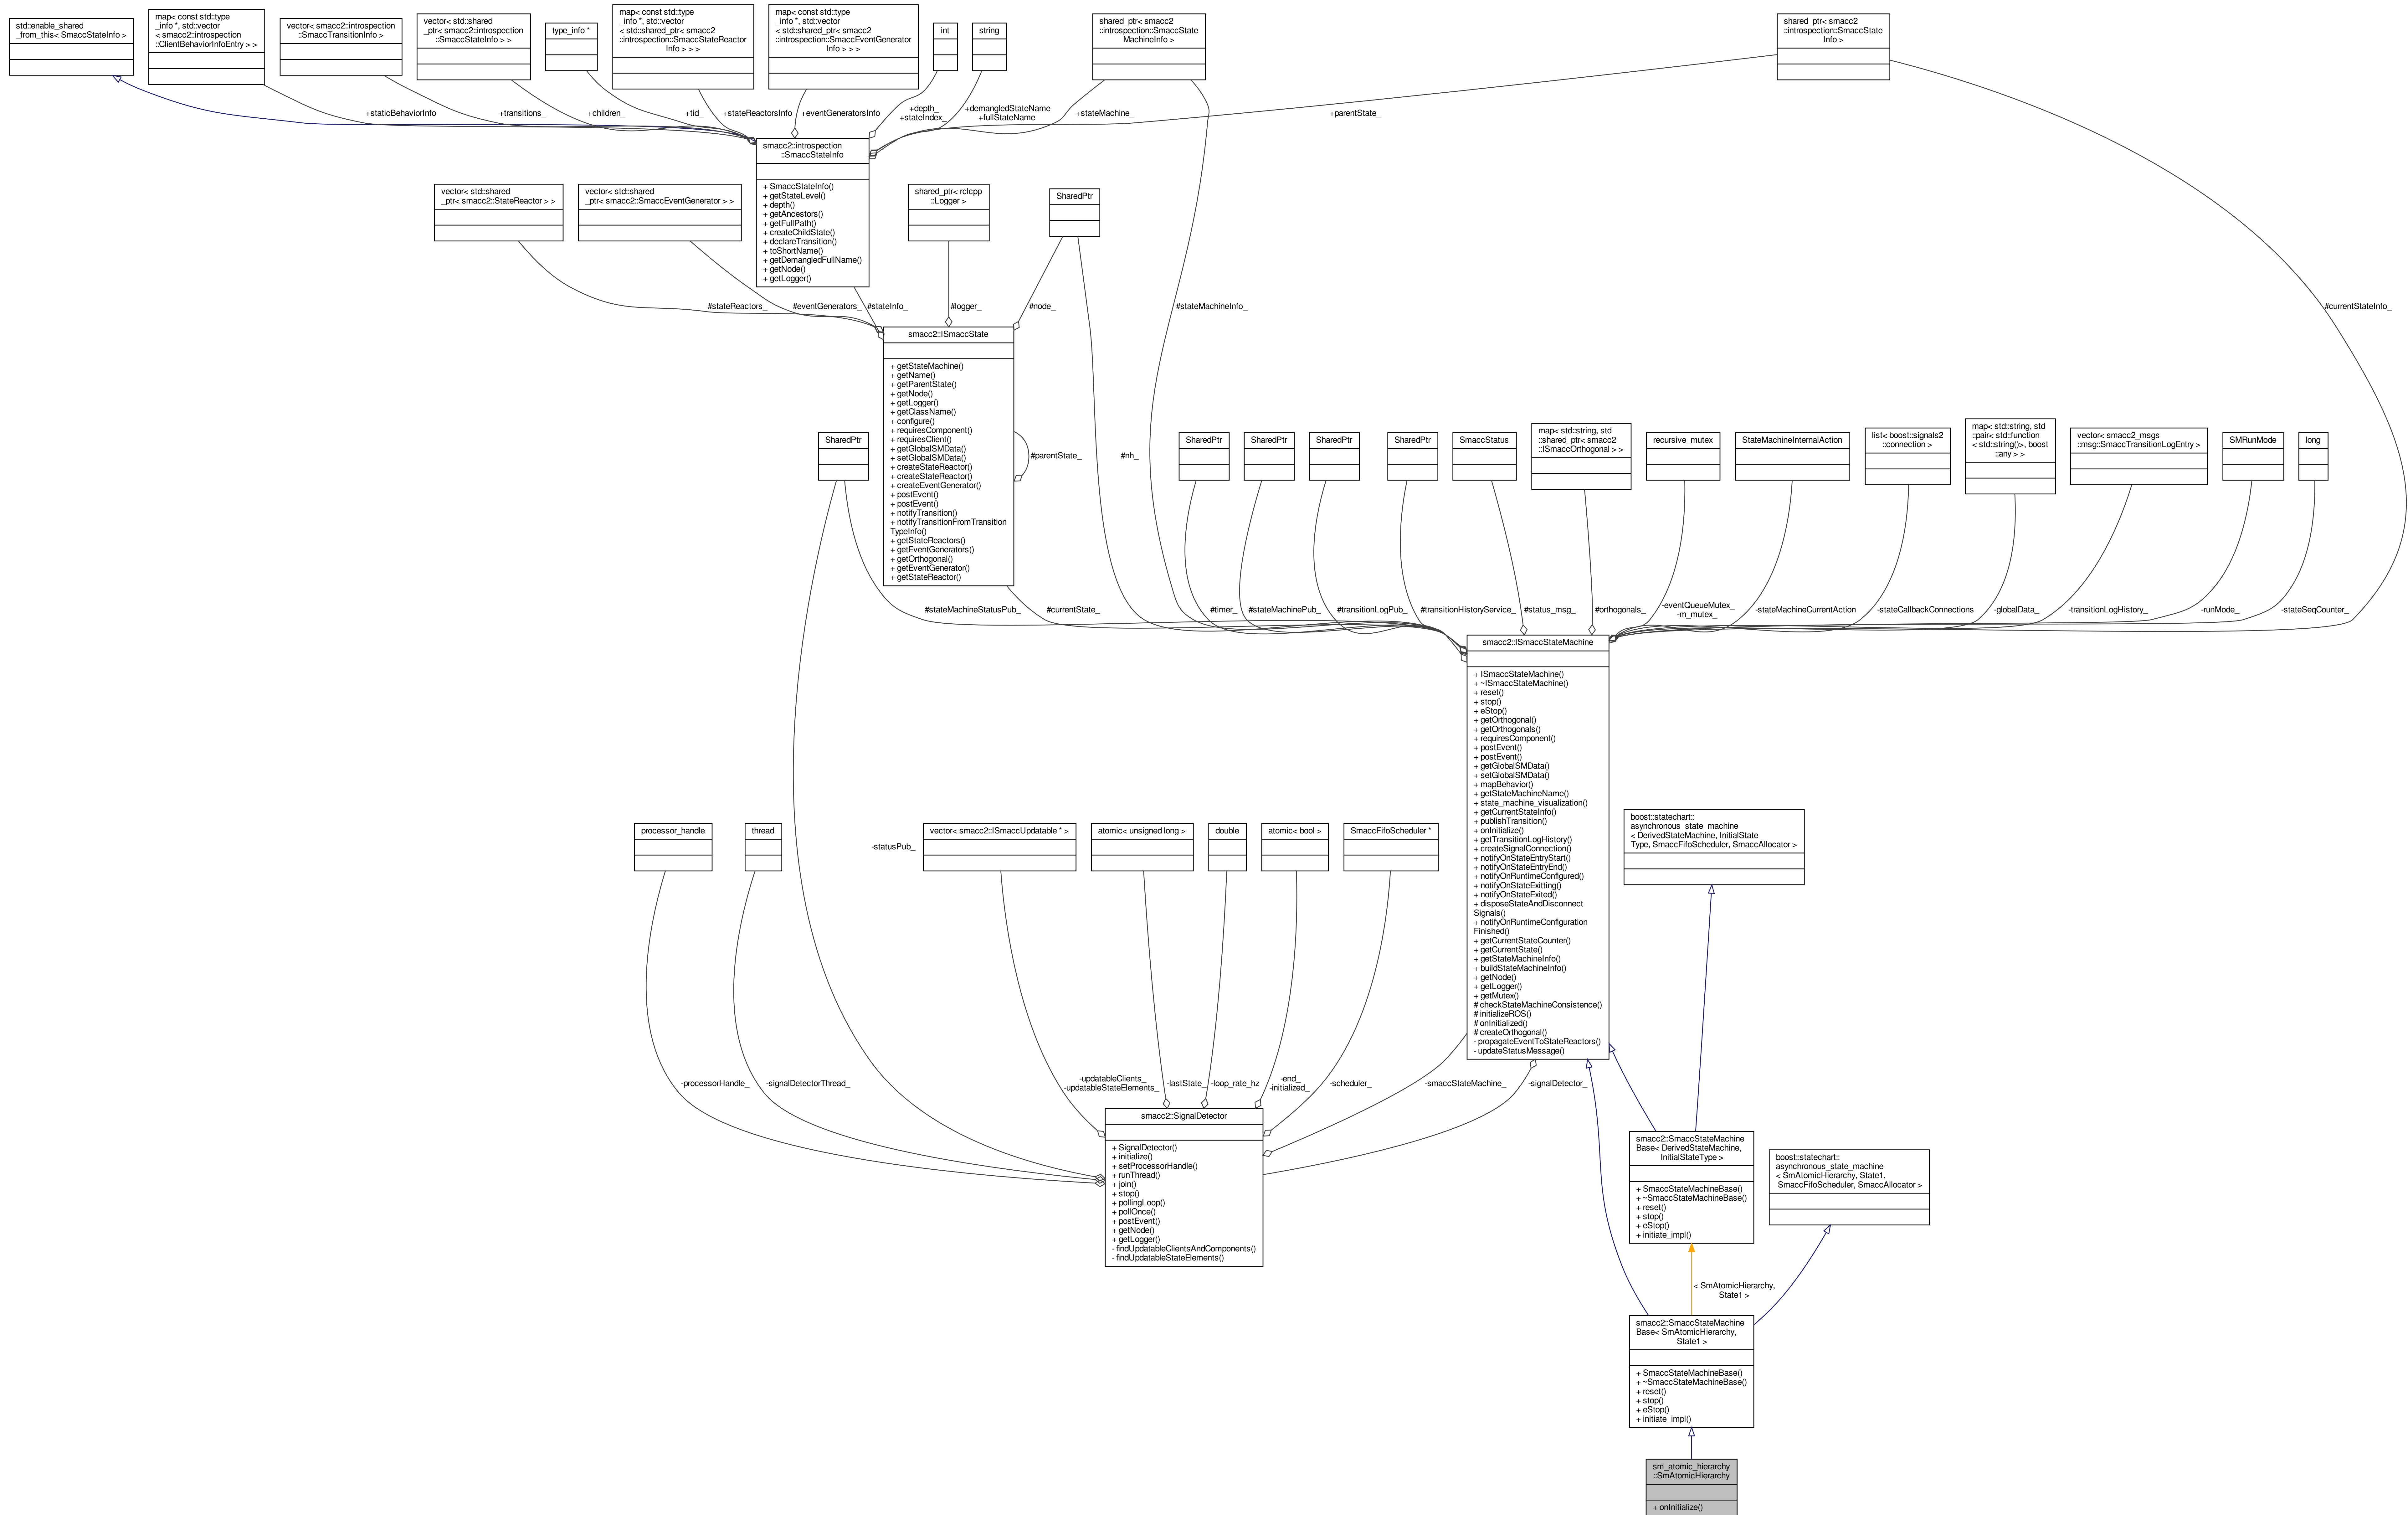 std::enable_shared
_from_this< SmaccStateInfo >
map< const std::type
_info *, std::vector
< smacc2::introspection
::ClientBehaviorInfoEntry > >
vector< smacc2::introspection
::SmaccTransitionInfo >
vector< std::shared
_ptr< smacc2::introspection
::SmaccStateInfo > >
type_info *
map< const std::type
_info *, std::vector
< std::shared_ptr< smacc2
::introspection::SmaccStateReactor
Info > > >
map< const std::type
_info *, std::vector
< std::shared_ptr< smacc2
::introspection::SmaccEventGenerator
Info > > >
int
string
shared_ptr< smacc2
::introspection::SmaccState
MachineInfo >
shared_ptr< smacc2
::introspection::SmaccState
Info >
+staticBehaviorInfo
+transitions_
+children_
+tid_
+stateReactorsInfo
+eventGeneratorsInfo
+depth_
+stateIndex_
+demangledStateName
+fullStateName
+stateMachine_
+parentState_
smacc2::introspection
::SmaccStateInfo
+ SmaccStateInfo()
+ getStateLevel()
+ depth()
+ getAncestors()
+ getFullPath()
+ createChildState()
+ declareTransition()
+ toShortName()
+ getDemangledFullName()
+ getNode()
+ getLogger()
vector< std::shared
_ptr< smacc2::StateReactor > >
vector< std::shared
_ptr< smacc2::SmaccEventGenerator > >
shared_ptr< rclcpp
::Logger >
SharedPtr
#stateReactors_
#eventGenerators_
#stateInfo_
#logger_
#node_
#stateMachineInfo_
#currentStateInfo_
smacc2::ISmaccState
+ getStateMachine()
+ getName()
+ getParentState()
+ getNode()
+ getLogger()
+ getClassName()
+ configure()
+ requiresComponent()
+ requiresClient()
+ getGlobalSMData()
+ setGlobalSMData()
+ createStateReactor()
+ createStateReactor()
+ createEventGenerator()
+ postEvent()
+ postEvent()
+ notifyTransition()
+ notifyTransitionFromTransition
TypeInfo()
+ getStateReactors()
+ getEventGenerators()
+ getOrthogonal()
+ getEventGenerator()
+ getStateReactor()
#parentState_
#nh_
SharedPtr
SharedPtr
SharedPtr
SharedPtr
SharedPtr
SmaccStatus
map< std::string, std
::shared_ptr< smacc2
::ISmaccOrthogonal > >
recursive_mutex
StateMachineInternalAction
list< boost::signals2
::connection >
map< std::string, std
::pair< std::function
< std::string()>, boost
::any > >
vector< smacc2_msgs
::msg::SmaccTransitionLogEntry >
SMRunMode
long
#stateMachineStatusPub_
#currentState_
#timer_
#stateMachinePub_
#transitionLogPub_
#transitionHistoryService_
#status_msg_
#orthogonals_
-eventQueueMutex_
-m_mutex_
-stateMachineCurrentAction
-stateCallbackConnections
-globalData_
-transitionLogHistory_
-runMode_
-stateSeqCounter_
smacc2::ISmaccStateMachine
+ ISmaccStateMachine()
+ ~ISmaccStateMachine()
+ reset()
+ stop()
+ eStop()
+ getOrthogonal()
+ getOrthogonals()
+ requiresComponent()
+ postEvent()
+ postEvent()
+ getGlobalSMData()
+ setGlobalSMData()
+ mapBehavior()
+ getStateMachineName()
+ state_machine_visualization()
+ getCurrentStateInfo()
+ publishTransition()
+ onInitialize()
+ getTransitionLogHistory()
+ createSignalConnection()
+ notifyOnStateEntryStart()
+ notifyOnStateEntryEnd()
+ notifyOnRuntimeConfigured()
+ notifyOnStateExitting()
+ notifyOnStateExited()
+ disposeStateAndDisconnect
Signals()
+ notifyOnRuntimeConfiguration
Finished()
+ getCurrentStateCounter()
+ getCurrentState()
+ getStateMachineInfo()
+ buildStateMachineInfo()
+ getNode()
+ getLogger()
+ getMutex()
# checkStateMachineConsistence()
# initializeROS()
# onInitialized()
# createOrthogonal()
- propagateEventToStateReactors()
- updateStatusMessage()
processor_handle
thread
-statusPub_
vector< smacc2::ISmaccUpdatable * >
atomic< unsigned long >
double
atomic< bool >
SmaccFifoScheduler *
boost::statechart::
asynchronous_state_machine
< DerivedStateMachine, InitialState
Type, SmaccFifoScheduler, SmaccAllocator >
-processorHandle_
-signalDetectorThread_
-updatableClients_
-updatableStateElements_
-lastState_
-loop_rate_hz
-end_
-initialized_
-scheduler_
-smaccStateMachine_
-signalDetector_
smacc2::SignalDetector
+ SignalDetector()
+ initialize()
+ setProcessorHandle()
+ runThread()
+ join()
+ stop()
+ pollingLoop()
+ pollOnce()
+ postEvent()
+ getNode()
+ getLogger()
- findUpdatableClientsAndComponents()
- findUpdatableStateElements()
smacc2::SmaccStateMachine
Base< DerivedStateMachine,
InitialStateType >
+ SmaccStateMachineBase()
+ ~SmaccStateMachineBase()
+ reset()
+ stop()
+ eStop()
+ initiate_impl()
boost::statechart::
asynchronous_state_machine
< SmAtomicHierarchy, State1,
SmaccFifoScheduler, SmaccAllocator >
< SmAtomicHierarchy,
State1 >
smacc2::SmaccStateMachine
Base< SmAtomicHierarchy,
State1 >
+ SmaccStateMachineBase()
+ ~SmaccStateMachineBase()
+ reset()
+ stop()
+ eStop()
+ initiate_impl()
sm_atomic_hierarchy
::SmAtomicHierarchy
+ onInitialize()